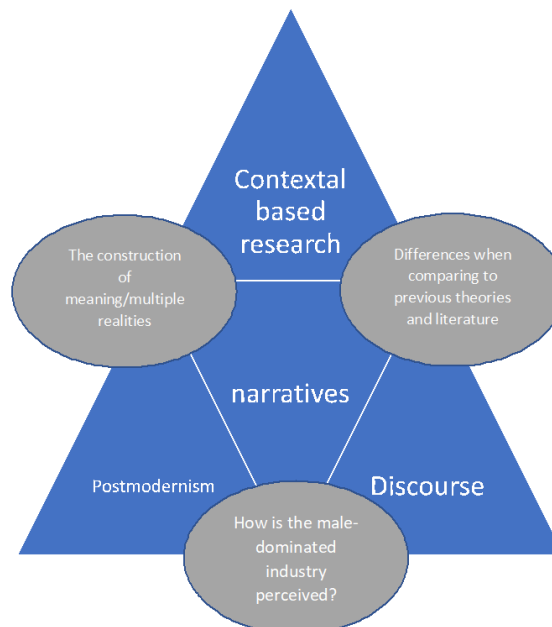 Contextal
based
research
The construction
of
meaning/multiple
realities
Differences when
comparing to
previous theories
and literature
narratives
Postmodernism
Discourse
How is the male-
dominated
industry
perceived?